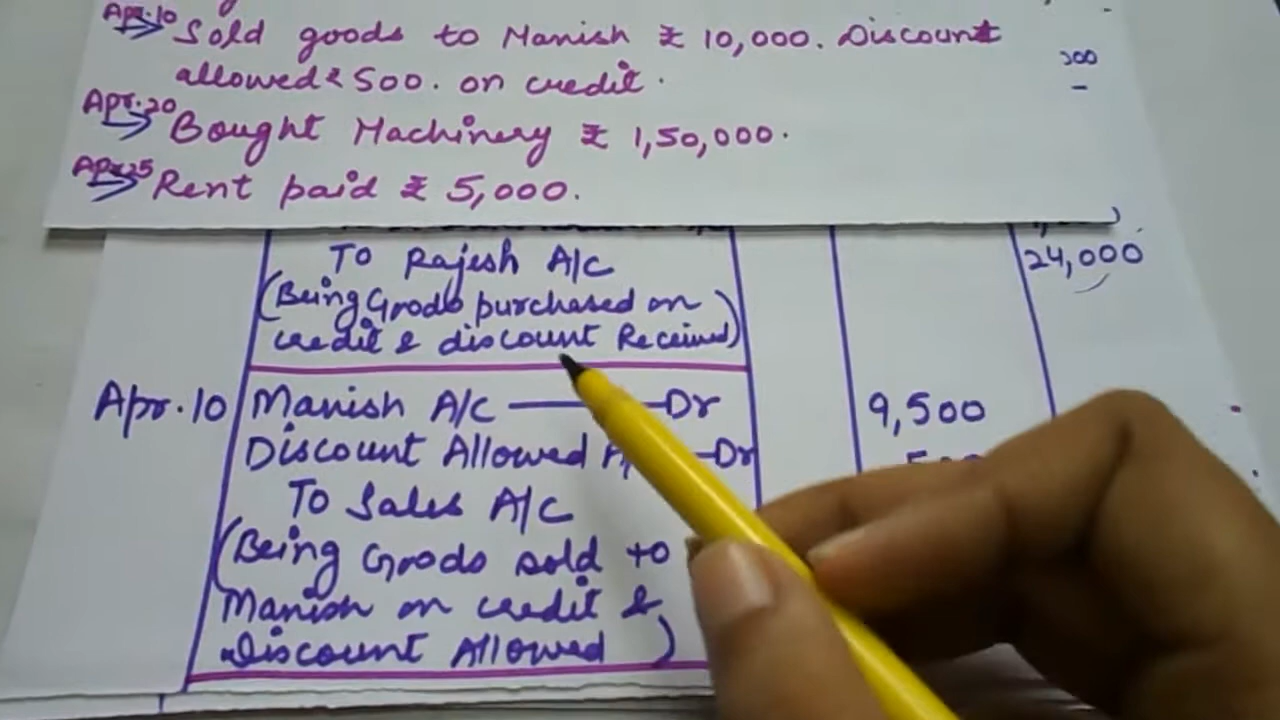 Apr.10 Sold goods to Manish ₹ 10,000. Discount
allowed ₹ 500. on credit.
Apr.20 Bought Machinery ₹ 1,50,000.
Apr.25 Rent paid ₹ 5,000.
To Rajesh A/C 24,000
(Being Goods purchased on
credit & discount Received)
Apr.10 Manish A/C Dr 9,500
Discount Allowed Dr
To Sales A/C
(Being Goods sold to
Manish on credit &
Discount Allowed)